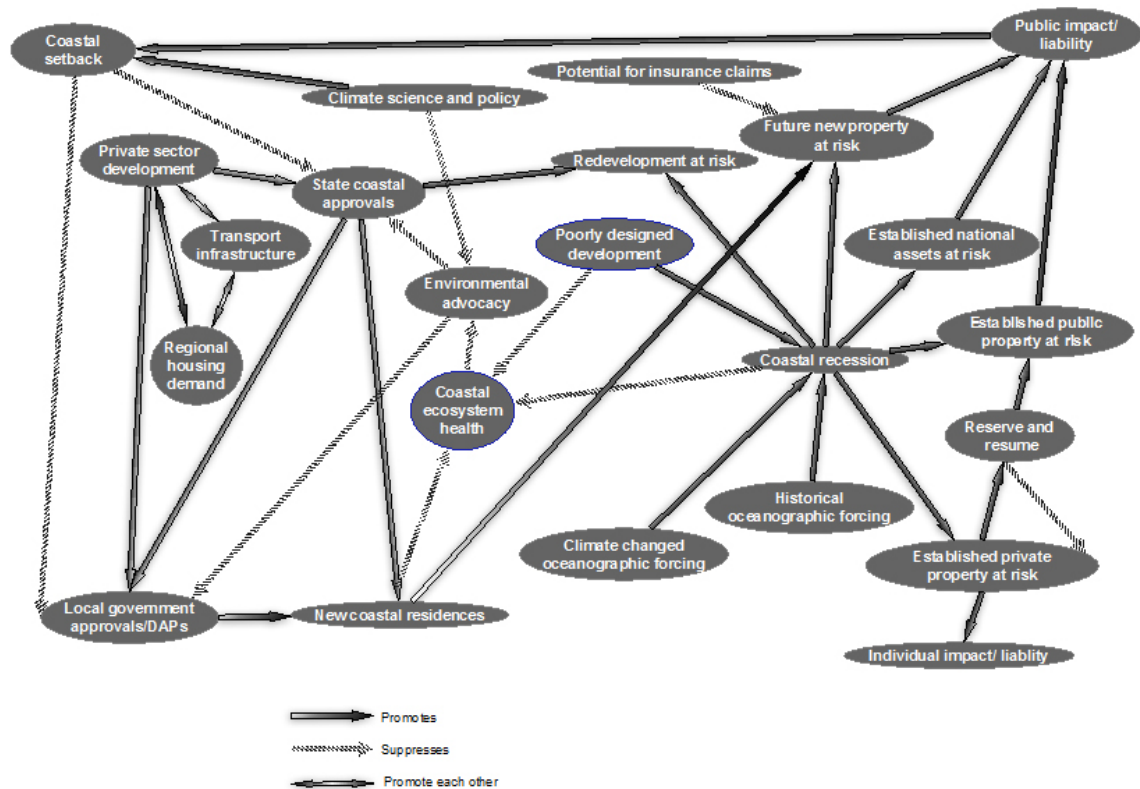 Coastal
setback
Public impact/
liability
Potential for insurance claims
Climate science and policy
Future new property
at risk
Private sector
development
Redevelopment at risk
State coastal
approvals
Transport
infrastructure
Poorly designed
development
Established national
assets at risk
Environmental
advocacy
Regional
housing
demand
Established public
property at risk
Coastal recession
Coastal
ecosystem
health
Reserve and
resume
Historical
oceanographic forcing
Climate changed
oceanographic forcing
Established private
property at risk
Local government
approvals/DAPs
New coastal residences
Individual impact/ liablity
Promotes
Suppresses
Promote each other